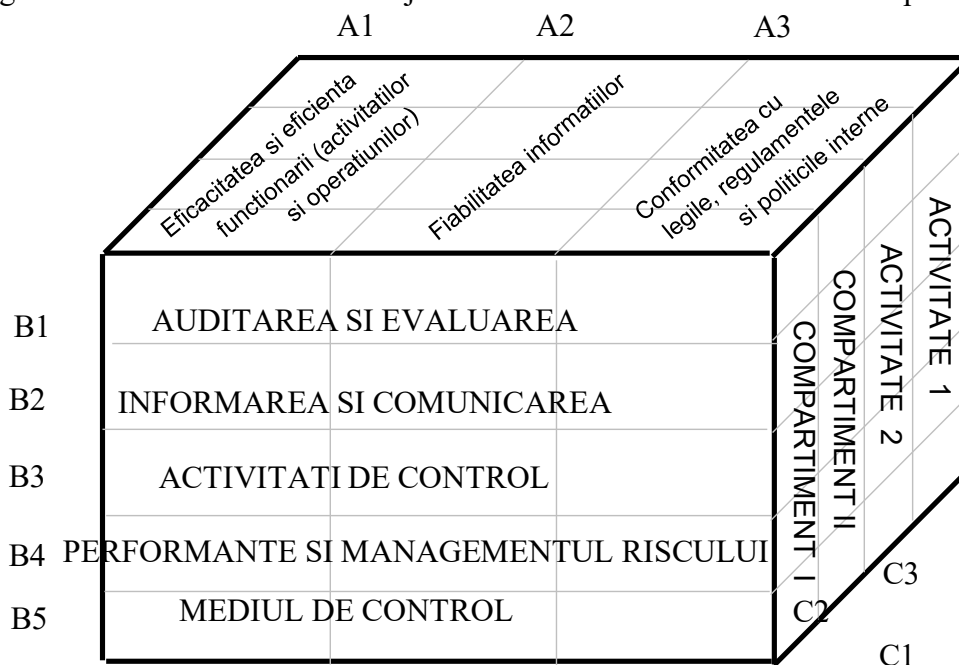 A1 A2 A3
Eficacitatea si eficienta
functionarii (activitatilor
si operatiunilor)
Fiabilitatea informatiilor
Conformitatea cu
legile, regulamentele
si politicile interne
B1 AUDITAREA SI EVALUAREA
B2 INFORMAREA SI COMUNICAREA
B3 ACTIVITATI DE CONTROL
B4 PERFORMANTE SI MANAGEMENTUL RISCULUI
B5 MEDIUL DE CONTROL
COMPARTIMENT I
COMPARTIMENT II
ACTIVITATE 2
ACTIVITATE 1
C3
C2
C1